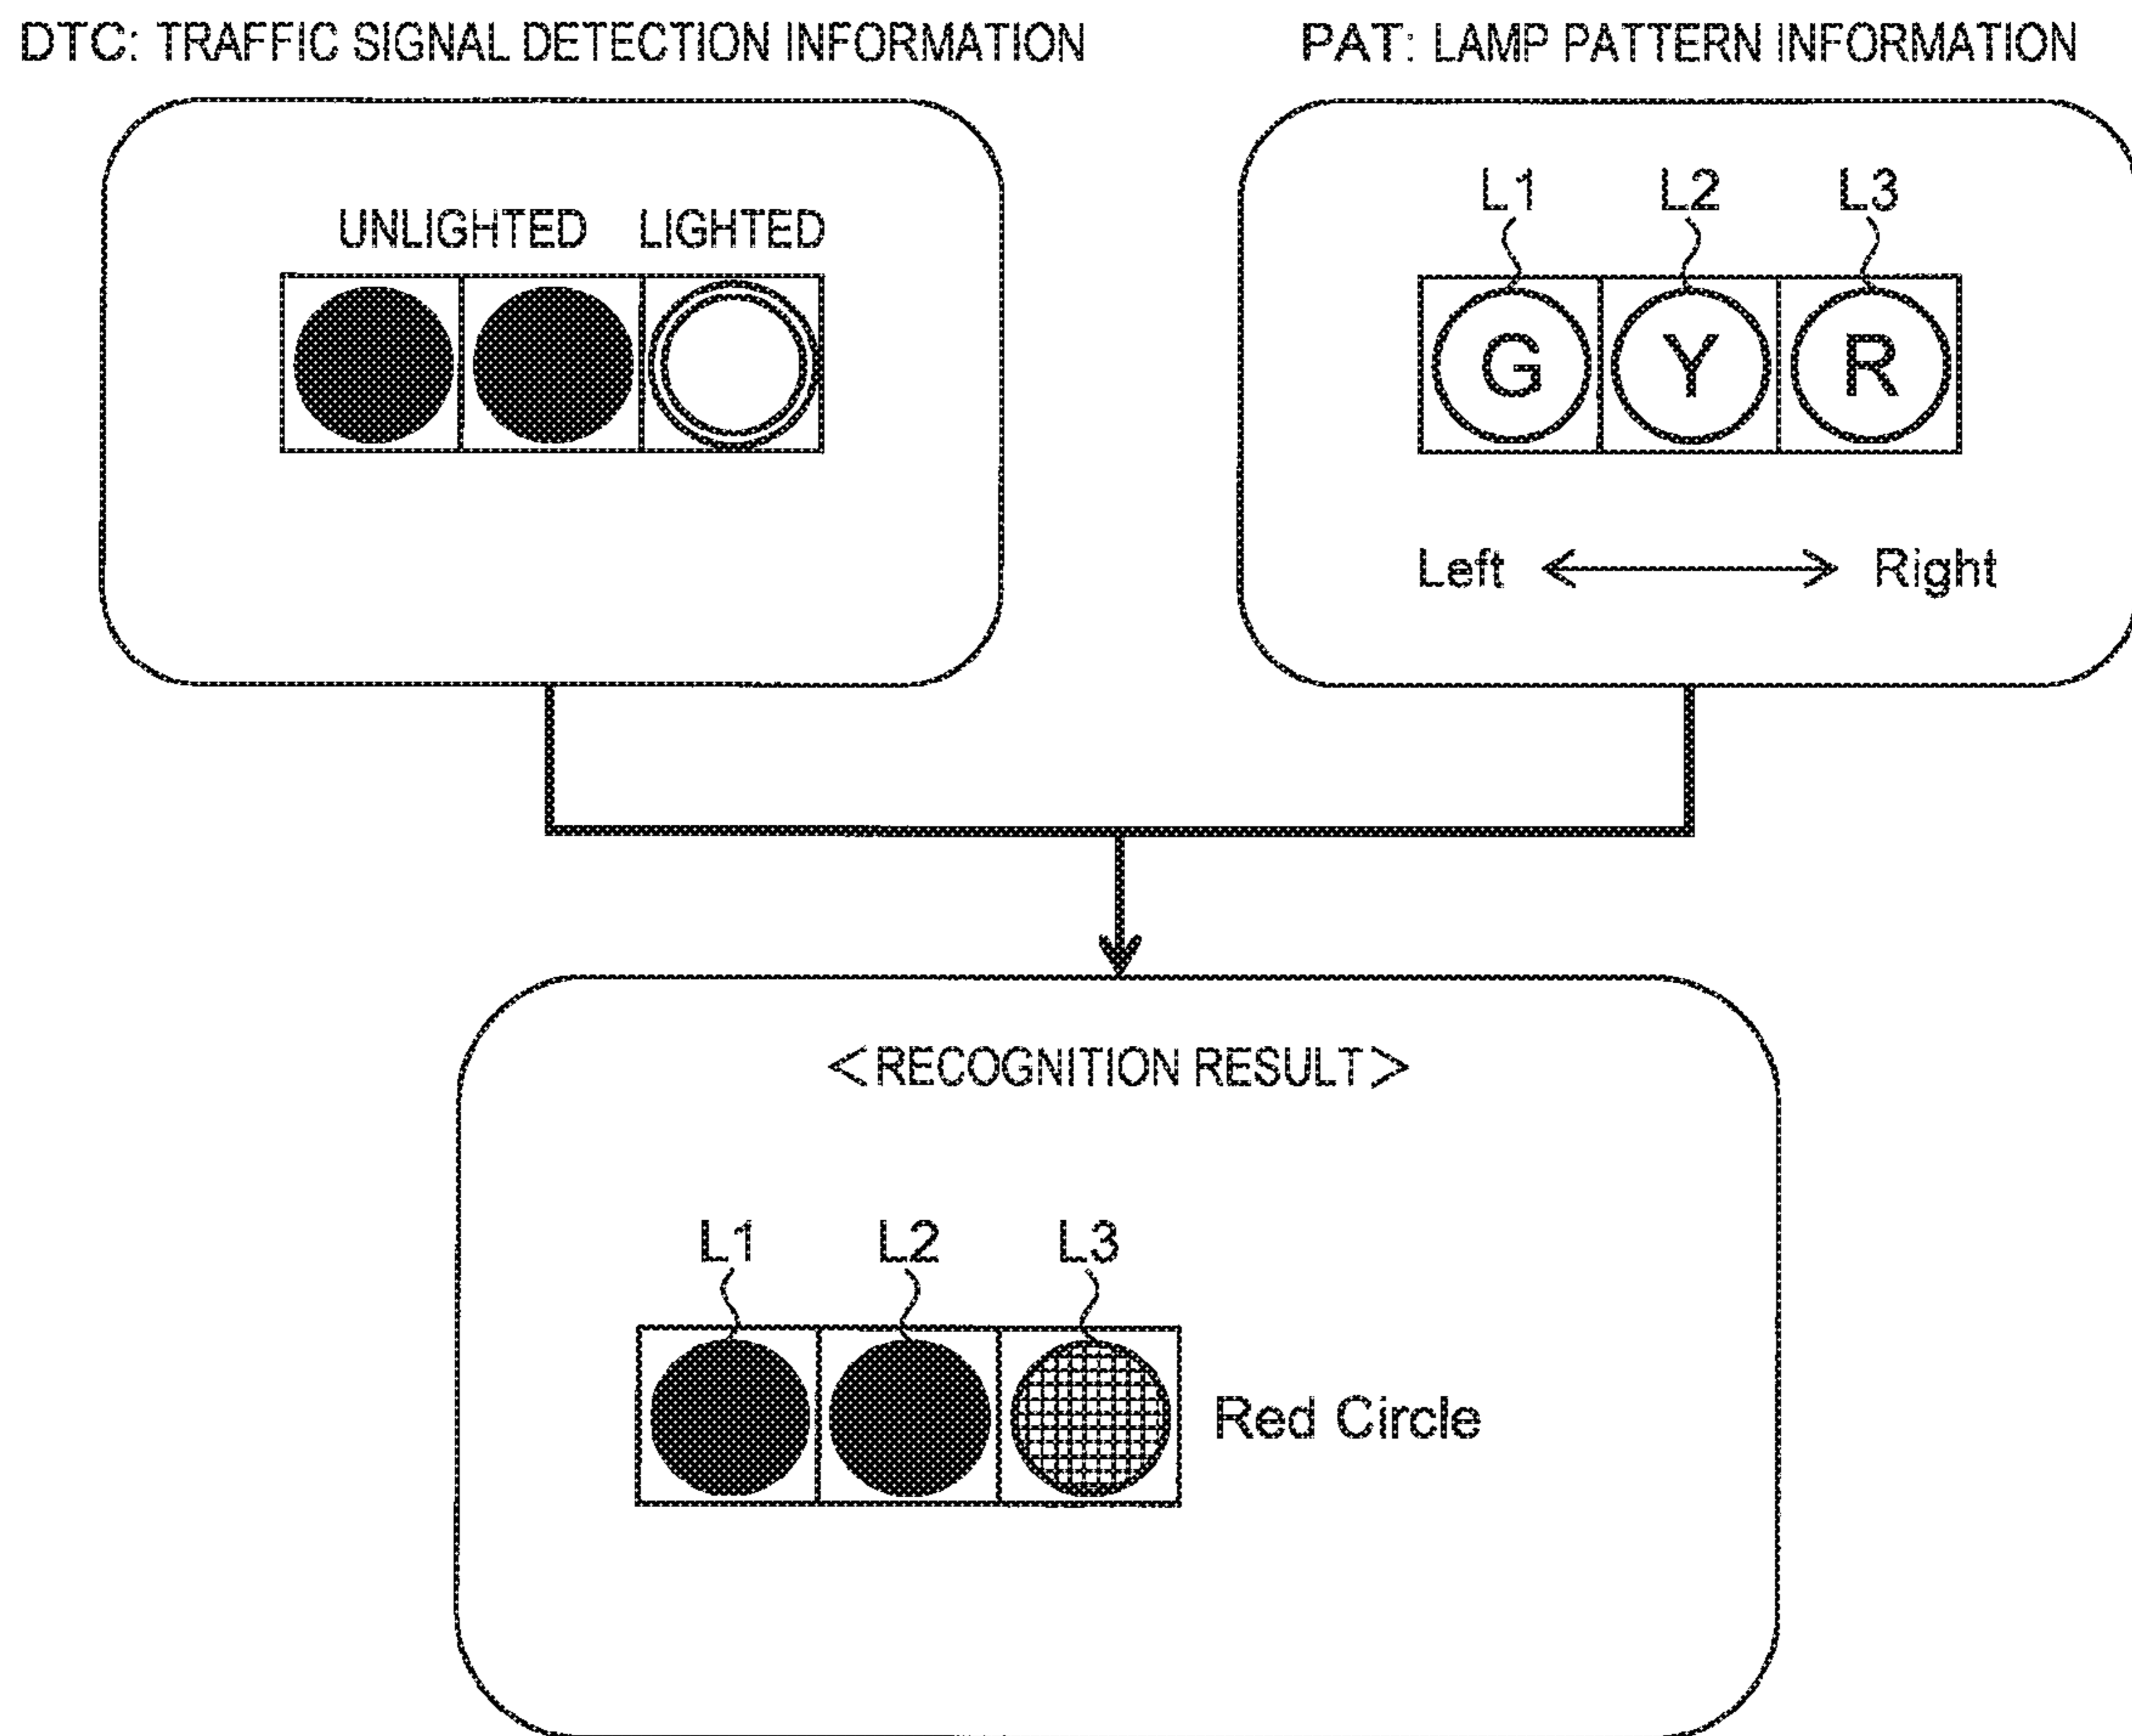 DTC: TRAFFIC SIGNAL DETECTION INFORMATION
PAT: LAMP PATTERN INFORMATION
UNLIGHTED LIGHTED
L1 L2 L3
G Y R
Left Right
<RECOGNITION RESULT>
L1 L2 L3
Red Circle